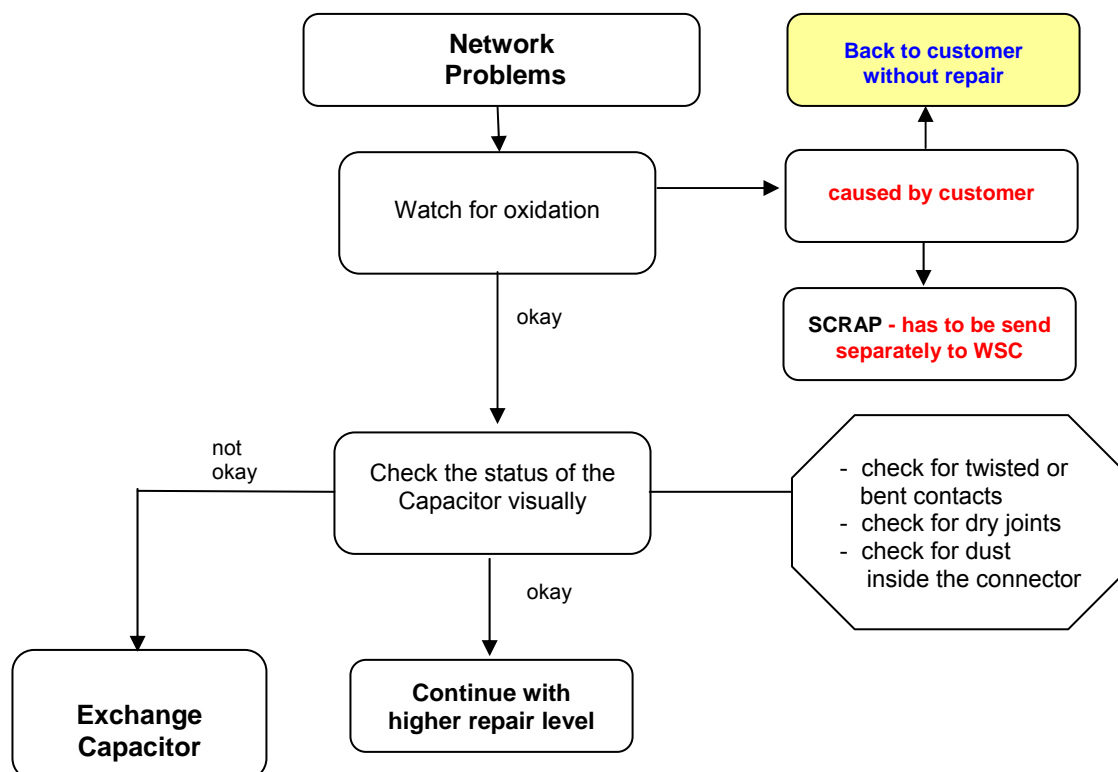 Network
Problems
Back to customer
without repair
Watch for oxidation
caused by customer
okay
SCRAP - has to be send
separately to WSC
not
okay
Check the status of the
Capacitor visually
- check for twisted or
bent contacts
- check for dry joints
- check for dust
inside the connector
okay
Exchange
Capacitor
Continue with
higher repair level